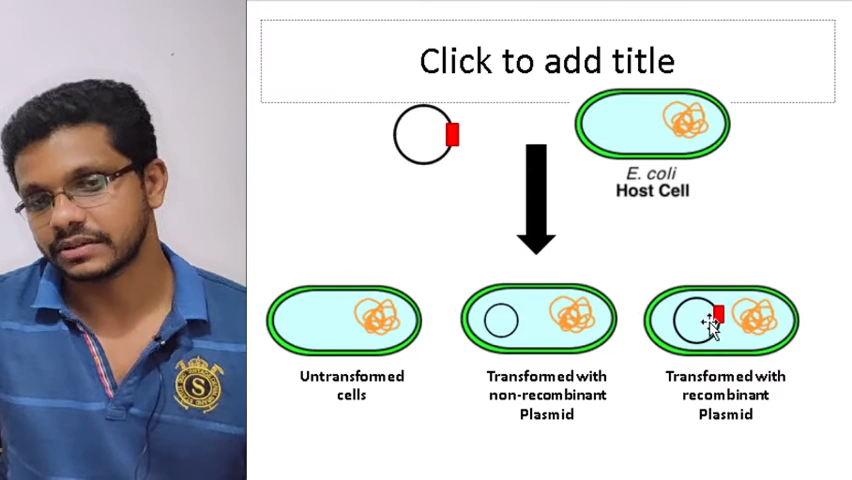 Click to add title
E. coli
Host Cell
Untransformed
cells
Transformed with
non-recombinant
Plasmid
Transformed with
recombinant
Plasmid
S